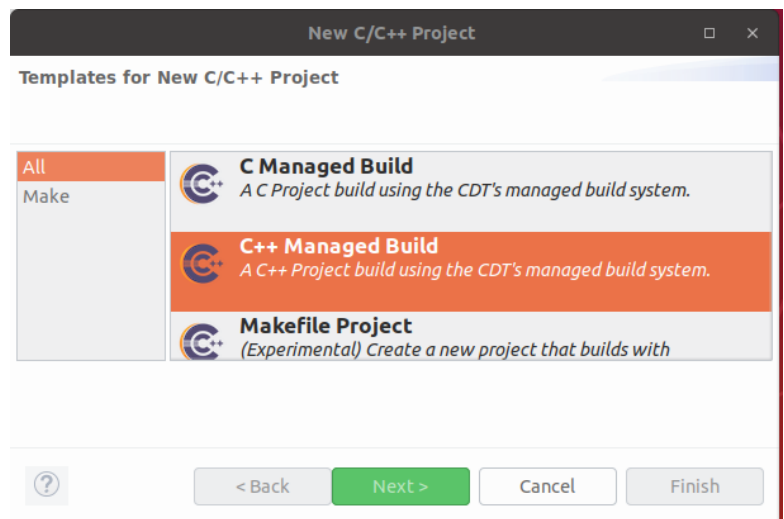 New C/C++ Project
Templates for New C/C++ Project
All
Make
C Managed Build
A C Project build using the CDT's managed build system.
C++ Managed Build
A C++ Project build using the CDT's managed build system.
Makefile Project
(Experimental) Create a new project that builds with
?
< Back
Next >
Cancel
Finish